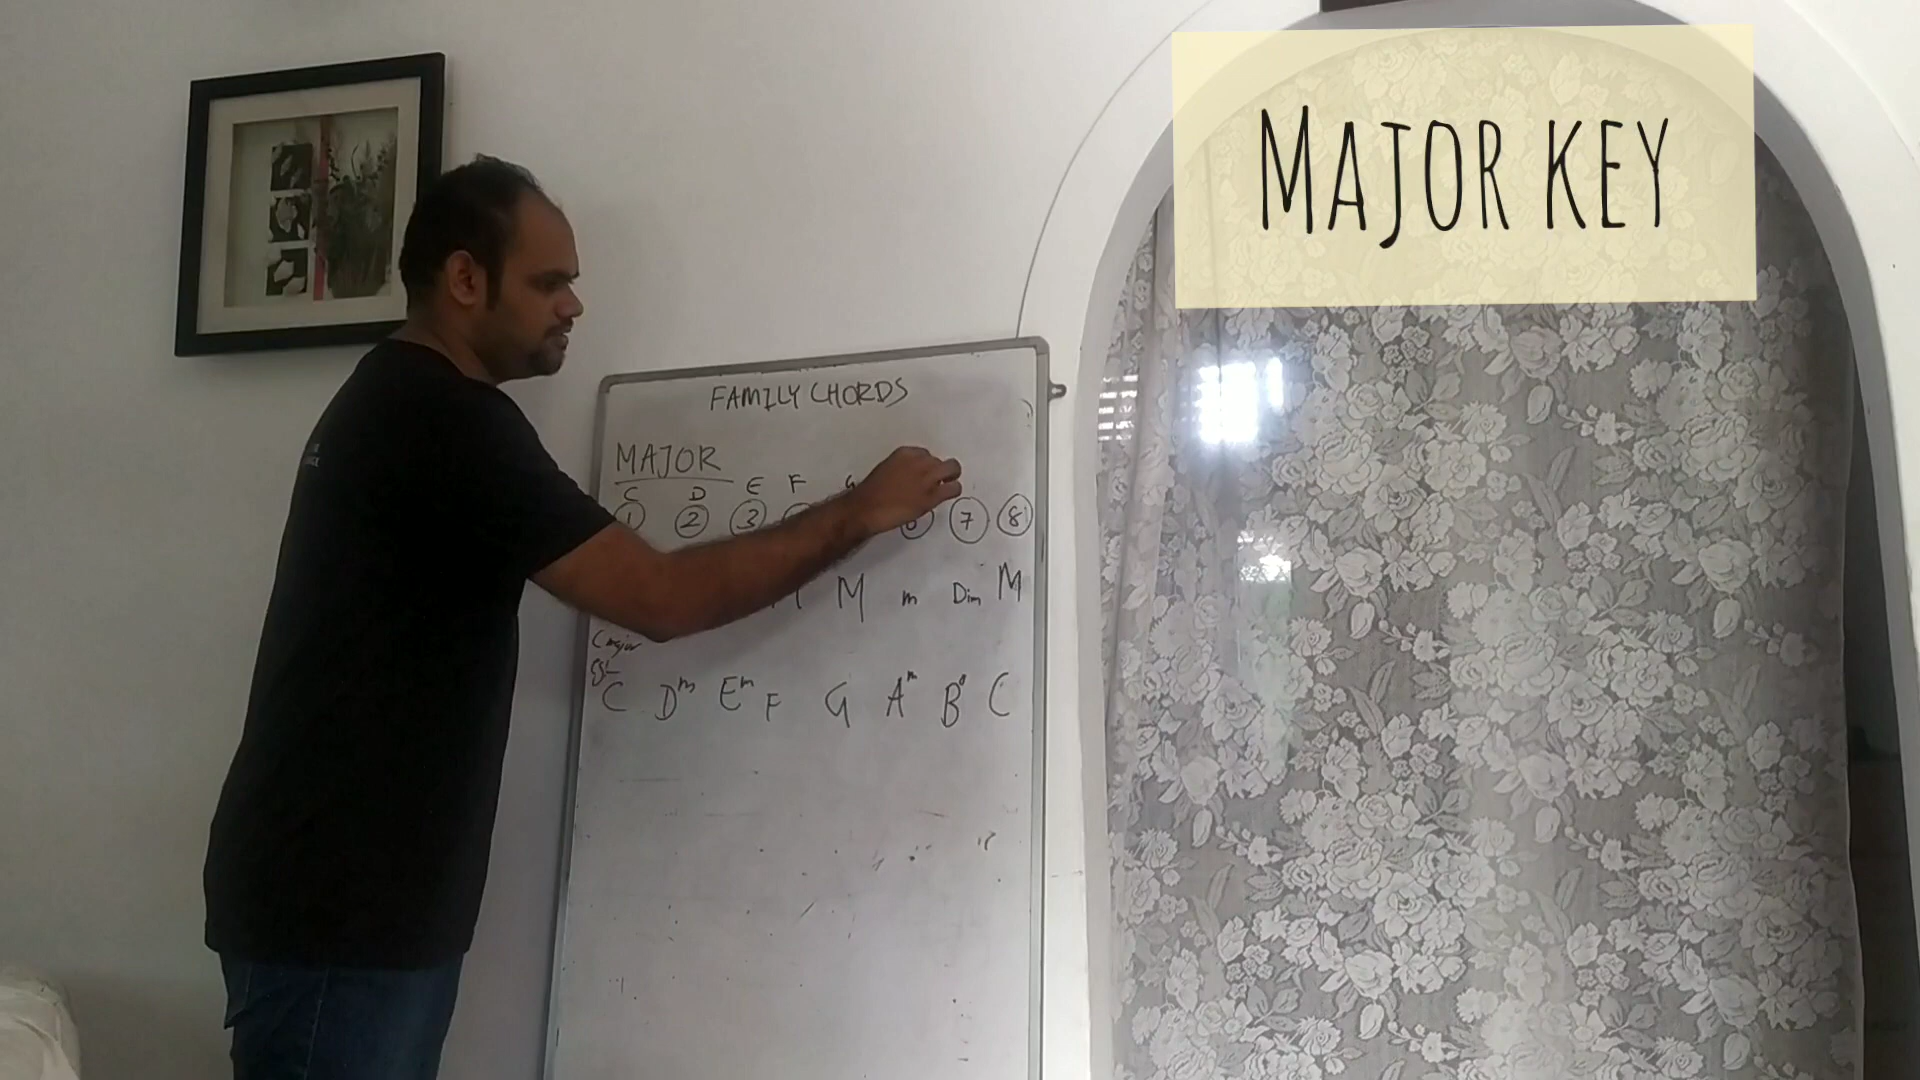 MAJOR KEY
FAMILY CHORDS
MAJOR
C D E F G
1 2 3 6 7 8
M M m Dim M
C major
C Dm Em F G Am B° C